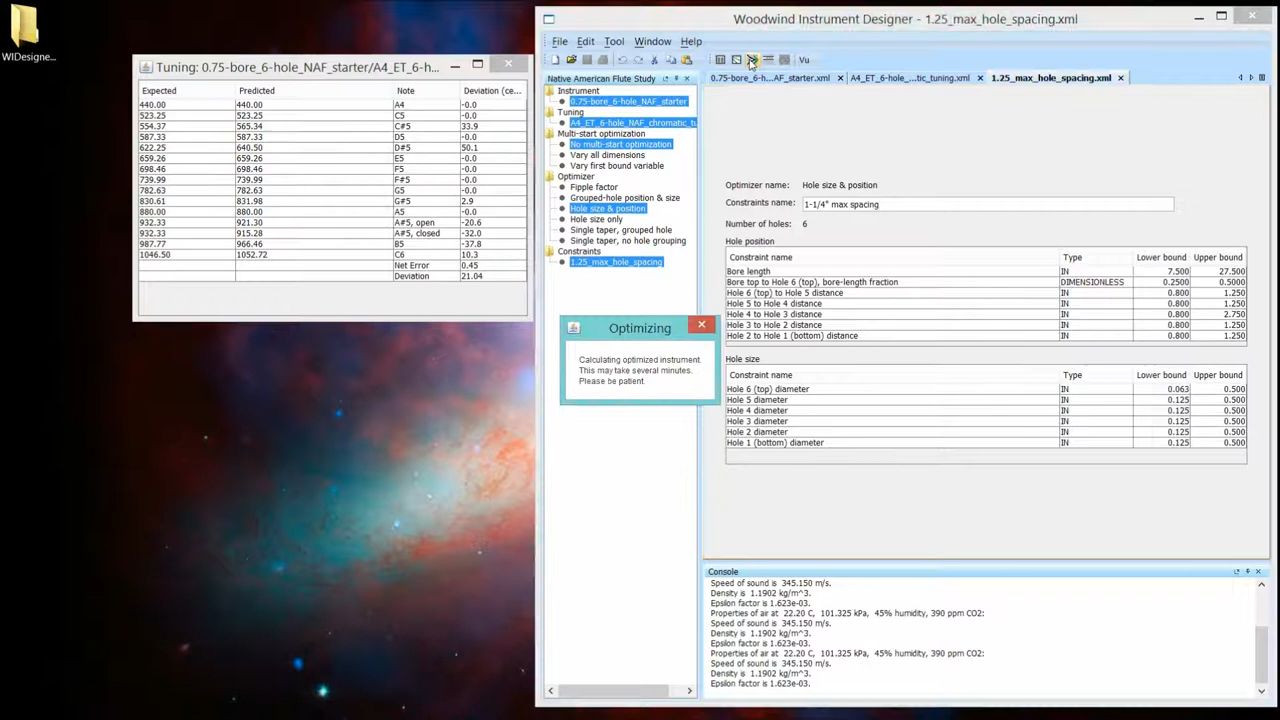 WIDesigne...
Tuning: 0.75-bore_6-hole_NAF_starter/A4_ET_6-h...
Expected Predicted Note Deviation (ce...
440.00 440.00 A4 -0.0
523.25 523.25 C5 -0.0
554.37 565.34 C#5 33.9
587.33 587.33 D5 -0.0
622.25 640.50 D#5 50.1
659.26 659.26 E5 -0.0
698.46 698.46 F5 -0.0
739.99 739.99 F#5 -0.0
782.63 782.63 G5 -0.0
830.61 831.98 G#5 2.9
880.00 880.00 A5 -0.0
932.33 921.30 A#5, open -20.6
932.33 915.28 A#5, closed -32.0
987.77 966.46 B5 -37.8
1046.50 1052.72 C6 10.3
Net Error 0.45
Deviation 21.04
Woodwind Instrument Designer - 1.25_max_hole_spacing.xml
File Edit Tool Window Help
Vu
Native American Flute Study
Instrument
0.75-bore_6-hole_NAF_starter
Tuning
A4_ET_6-hole_NAF_chromatic_tu
Multi-start optimization
No multi-start optimization
Vary all dimensions
Vary first bound variable
Optimizer
Fipple factor
Grouped-hole position & size
Hole size & position
Hole size only
Single taper, grouped hole
Single taper, no hole grouping
Constraints
1.25_max_hole_spacing
Optimizing
Calculating optimized instrument.
This may take several minutes.
Please be patient.
0.75-bore_6-h...AF_starter.xml A4_ET_6-hole_...tic_tuning.xml 1.25_max_hole_spacing.xml
Optimizer name: Hole size & position
Constraints name: 1-1/4" max spacing
Number of holes: 6
Hole position
Constraint name Type Lower bound Upper bound
Bore length IN 7.500 27.500
Bore top to Hole 6 (top), bore-length fraction DIMENSIONLESS 0.2500 0.5000
Hole 6 (top) to Hole 5 distance IN 0.800 1.250
Hole 5 to Hole 4 distance IN 0.800 1.250
Hole 4 to Hole 3 distance IN 0.800 2.750
Hole 3 to Hole 2 distance IN 0.800 1.250
Hole 2 to Hole 1 (bottom) distance IN 0.800 1.250
Hole size
Constraint name Type Lower bound Upper bound
Hole 6 (top) diameter IN 0.063 0.500
Hole 5 diameter IN 0.125 0.500
Hole 4 diameter IN 0.125 0.500
Hole 3 diameter IN 0.125 0.500
Hole 2 diameter IN 0.125 0.500
Hole 1 (bottom) diameter IN 0.125 0.500
Console
Speed of sound is 345.150 m/s.
Density is 1.1902 kg/m^3.
Epsilon factor is 1.623e-03.
Properties of air at 22.20 C, 101.325 kPa, 45% humidity, 390 ppm CO2:
Speed of sound is 345.150 m/s.
Density is 1.1902 kg/m^3.
Epsilon factor is 1.623e-03.
Properties of air at 22.20 C, 101.325 kPa, 45% humidity, 390 ppm CO2:
Speed of sound is 345.150 m/s.
Density is 1.1902 kg/m^3.
Epsilon factor is 1.623e-03.